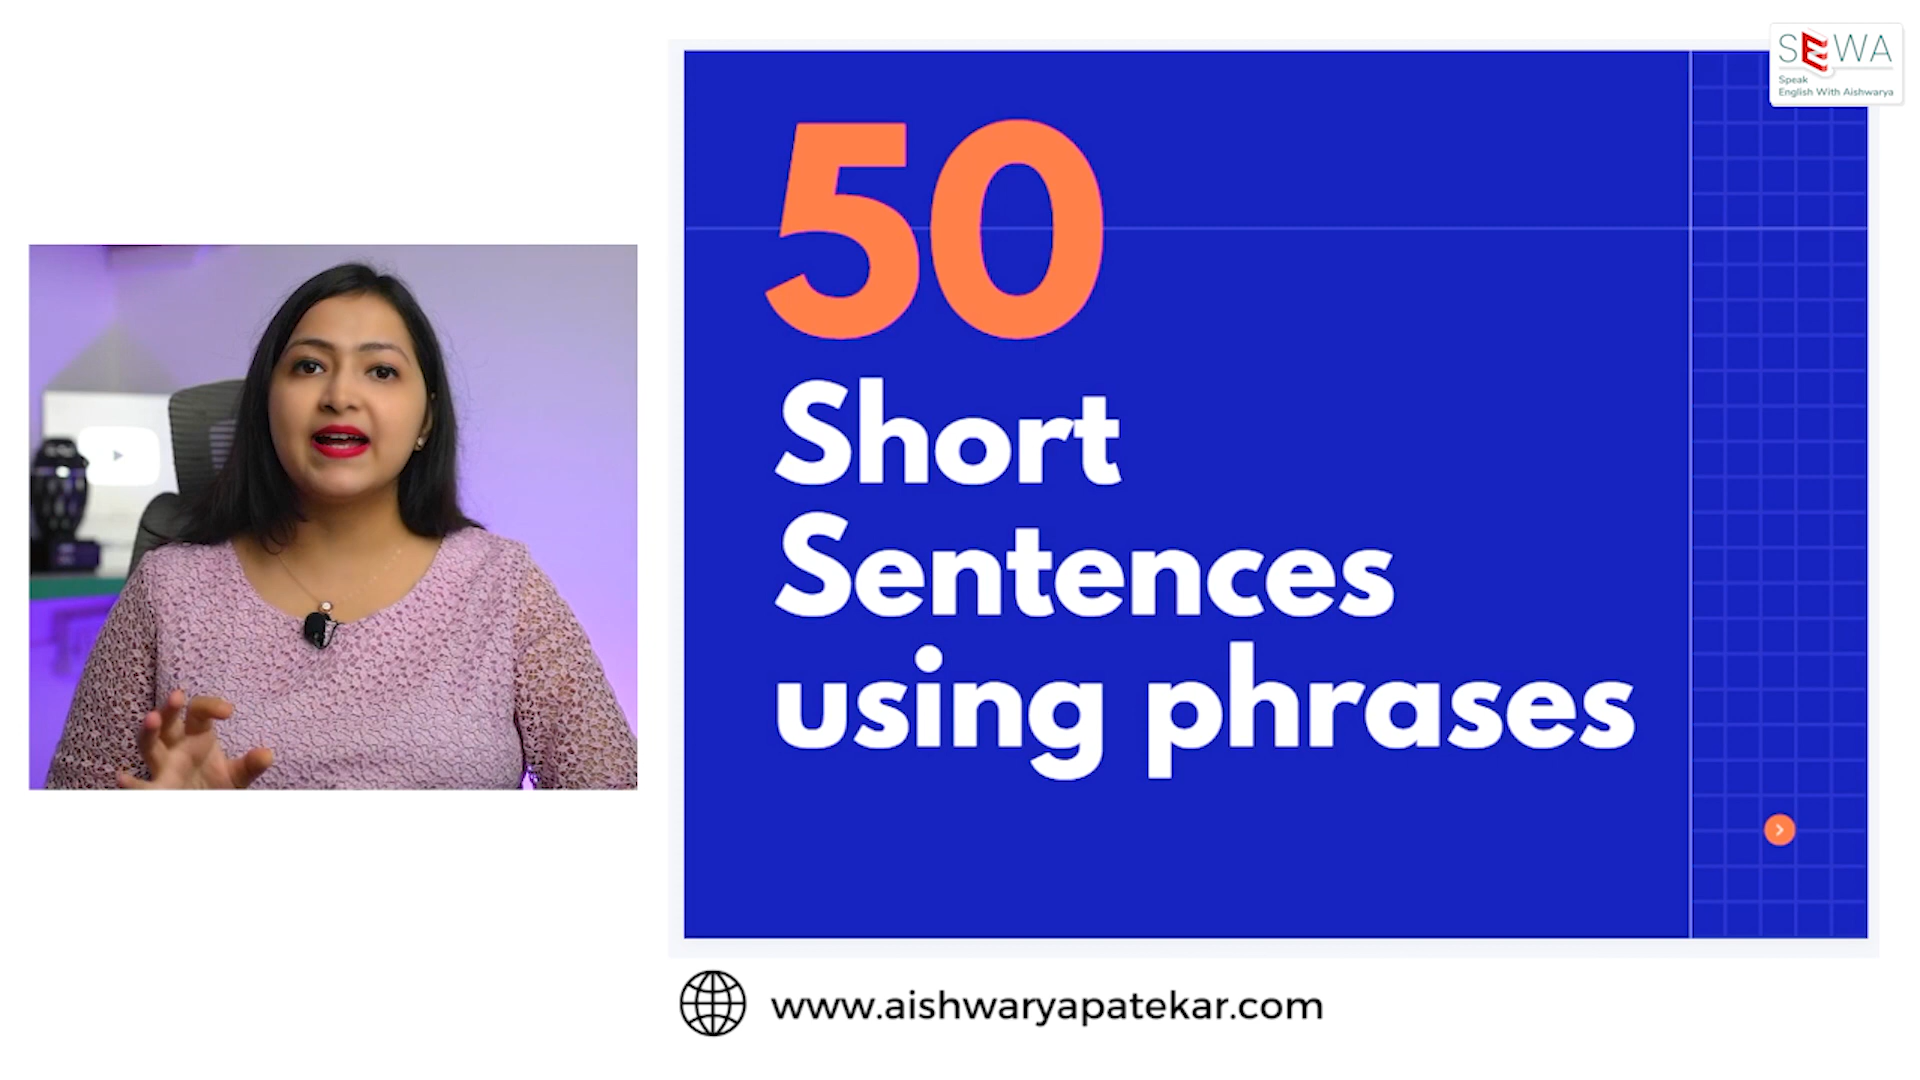 SEWA
Speak
English With Aishwarya
50
Short
Sentences
using phrases
www.aishwaryapatekar.com